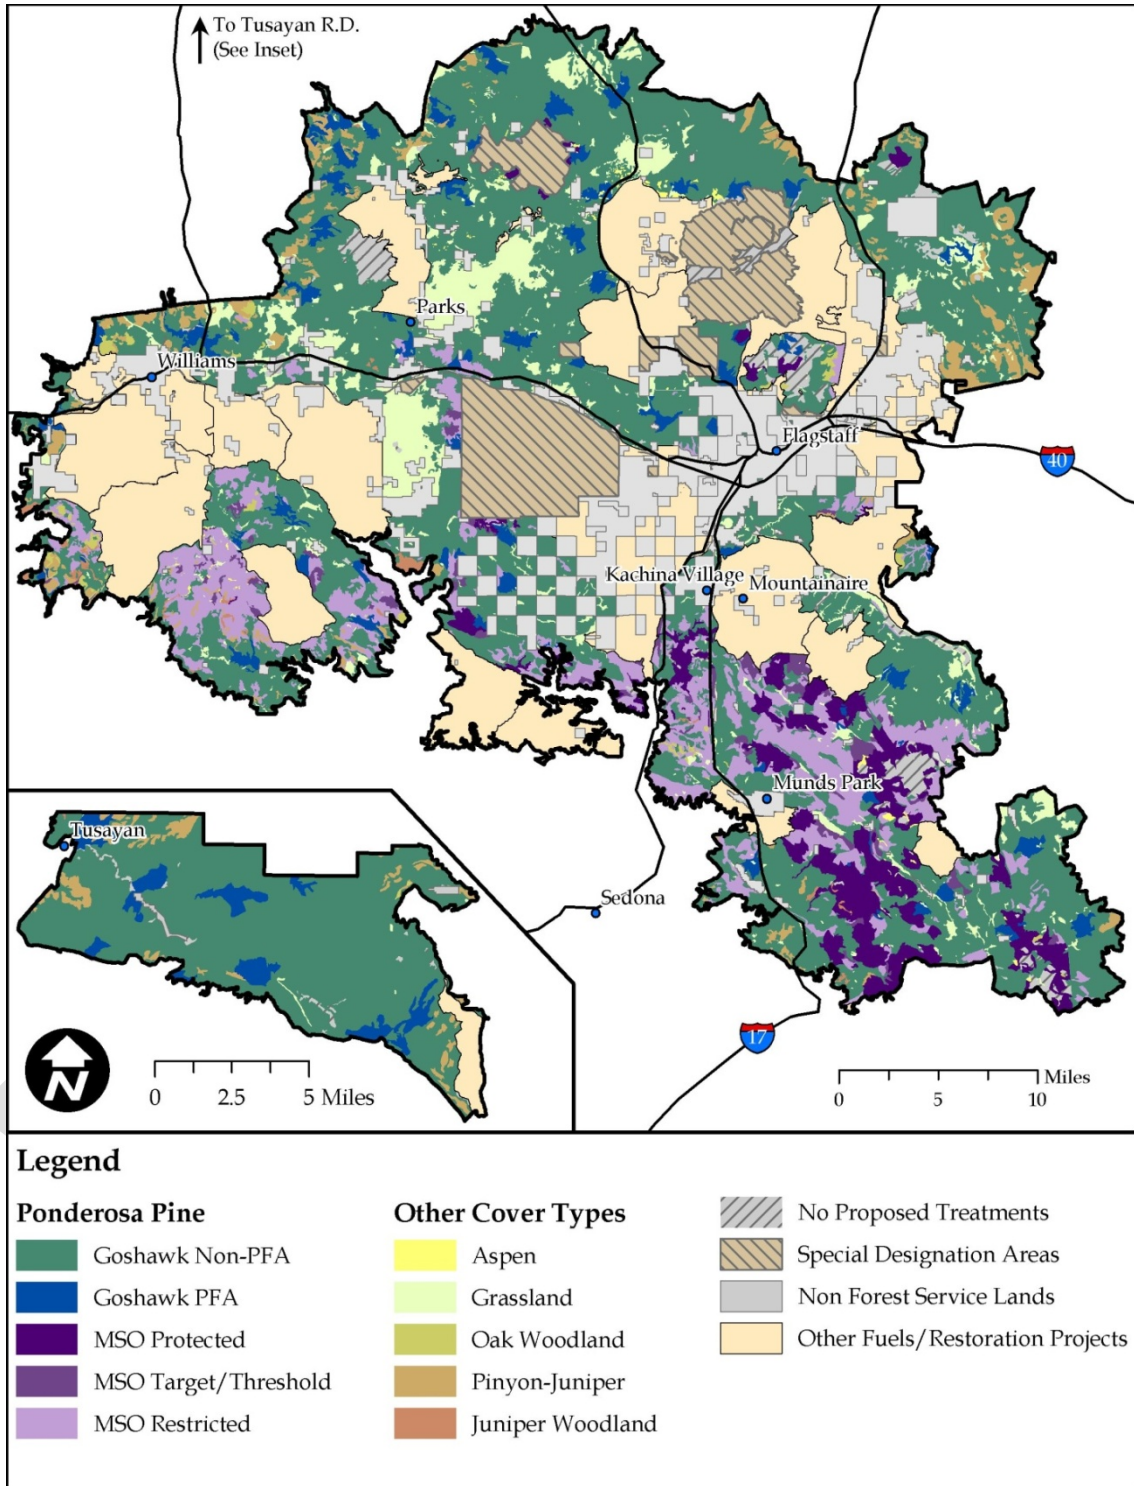 To Tusayan R.D.
(See Inset)
Parks
Williams
Flagstaff
40
Kachina Village
Mountainaire
Munds Park
Tusayan
Sedona
17
N
0 2.5 5 Miles
Miles
0 5 10
Legend
Ponderosa Pine
Goshawk Non-PFA
Goshawk PFA
MSO Protected
MSO Target/Threshold
MSO Restricted
Other Cover Types
Aspen
Grassland
Oak Woodland
Pinyon-Juniper
Juniper Woodland
No Proposed Treatments
Special Designation Areas
Non Forest Service Lands
Other Fuels/Restoration Projects